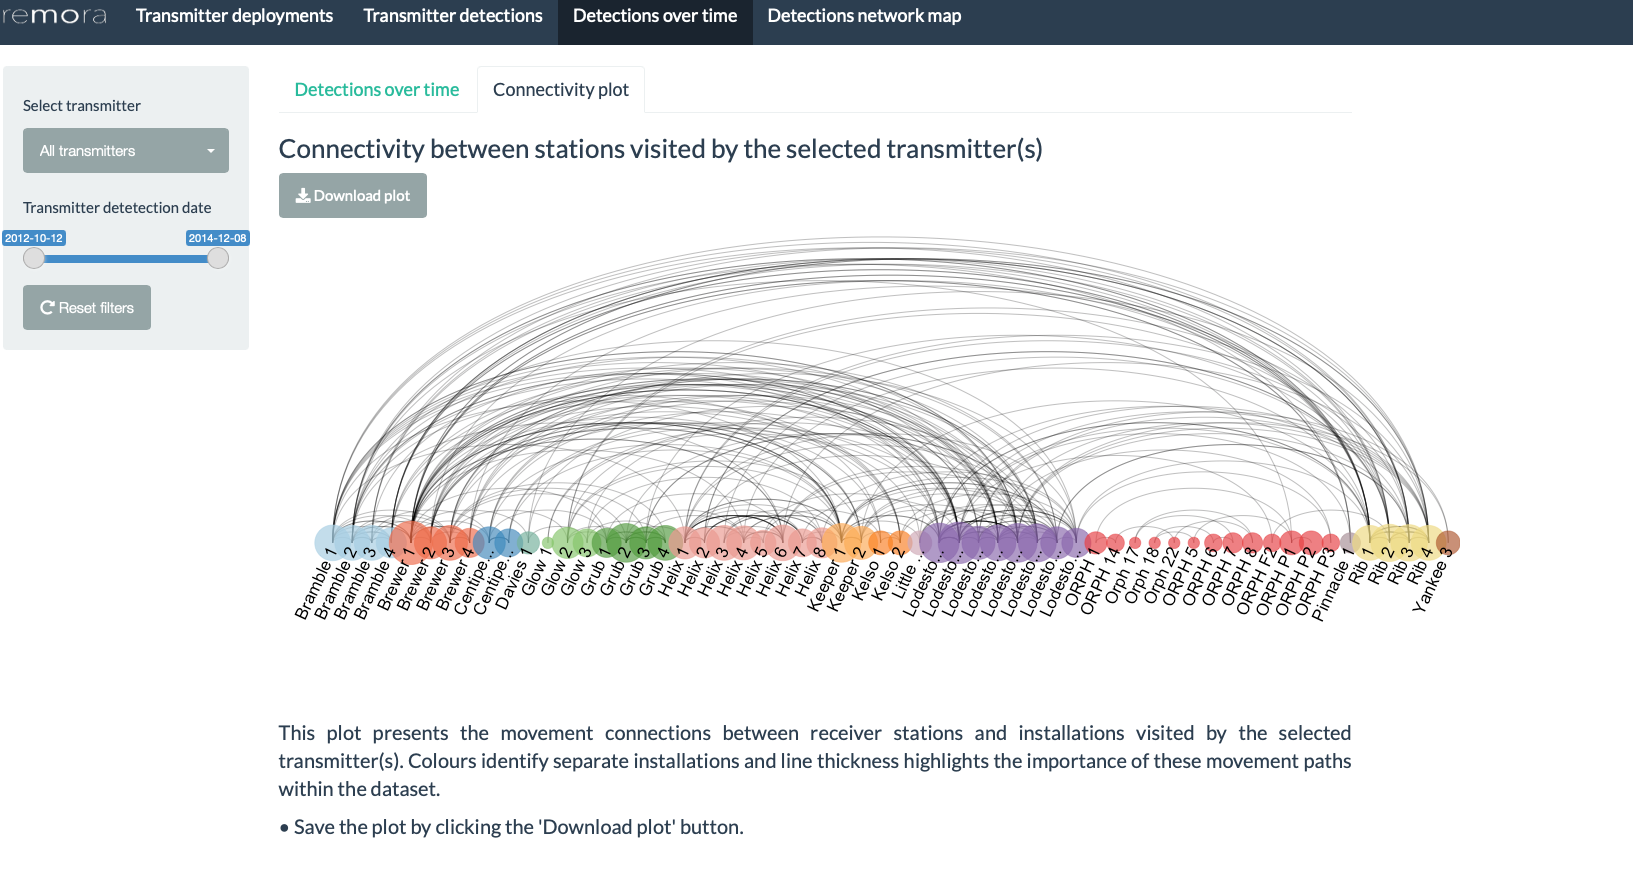 remora Transmitter deployments Transmitter detections Detections over time Detections network map
Select transmitter
All transmitters
Transmitter detetection date
2012-10-12 2014-12-08
Reset filters
Detections over time Connectivity plot
Connectivity between stations visited by the selected transmitter(s)
Download plot
Bramble 1
Bramble 2
Bramble 3
Bramble 4
Brewer 1
Brewer 2
Brewer 3
Brewer 4
Centipe...
Centipe...
Davies 1
Glow 1
Glow 2
Glow 3
Grub 1
Grub 2
Grub 3
Grub 4
Helix 1
Helix 2
Helix 3
Helix 4
Helix 5
Helix 6
Helix 7
Helix 8
Keeper 1
Keeper 2
Kelso 1
Kelso 2
Little ...
Lodesto...
Lodesto...
Lodesto...
Lodesto...
Lodesto...
Lodesto...
Lodesto...
Lodesto...
ORPH 1
ORPH 14
Orph 17
Orph 18
Orph 22
ORPH 5
ORPH 6
ORPH 7
ORPH 8
ORPH F2
ORPH P1
ORPH P2
ORPH P3
Pinnacle 1
Rib 1
Rib 2
Rib 3
Rib 4
Yankee 3
This plot presents the movement connections between receiver stations and installations visited by the selected
transmitter(s). Colours identify separate installations and line thickness highlights the importance of these movement paths
within the dataset.
• Save the plot by clicking the 'Download plot' button.